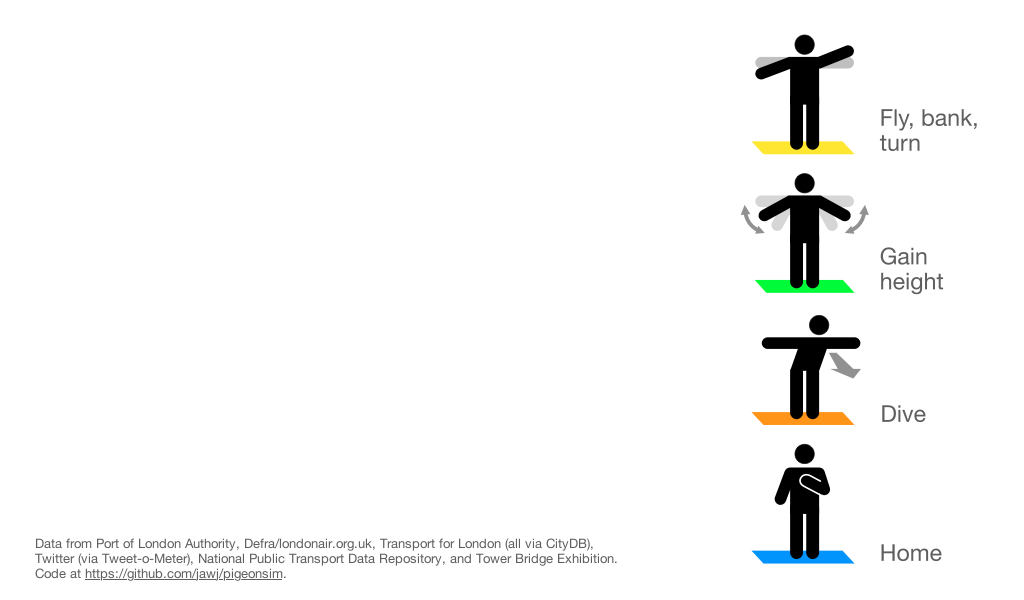 Fly, bank,
turn
Gain
height
Dive
Home
Data from Port of London Authority, Defra/londonair.org.uk, Transport for London (all via CityDB),
Twitter (via Tweet-o-Meter), National Public Transport Data Repository, and Tower Bridge Exhibition.
Code at https://github.com/jawj/pigeonsim.